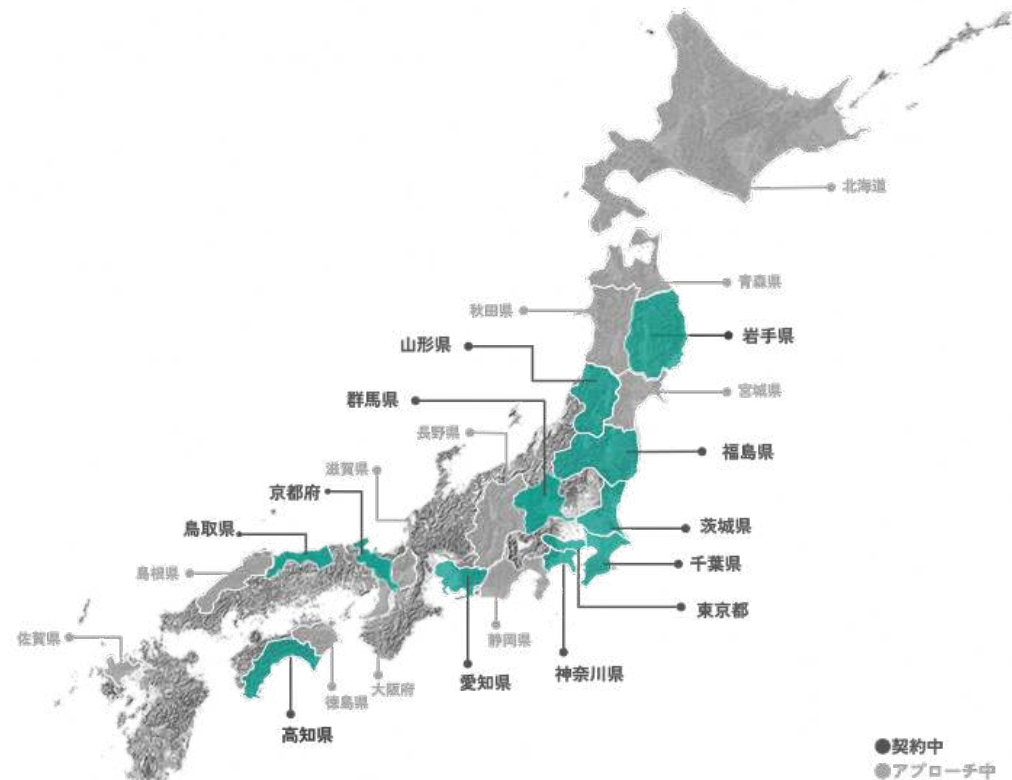 北海道
青森県
秋田県
岩手県
山形県
宮城県
群馬県
長野県
福島県
滋賀県
京都府
鳥取県
茨城県
千葉県
島根県
東京都
佐賀県
静岡県
神奈川県
愛知県
大阪府
徳島県
高知県
●契約中
●アプローチ中